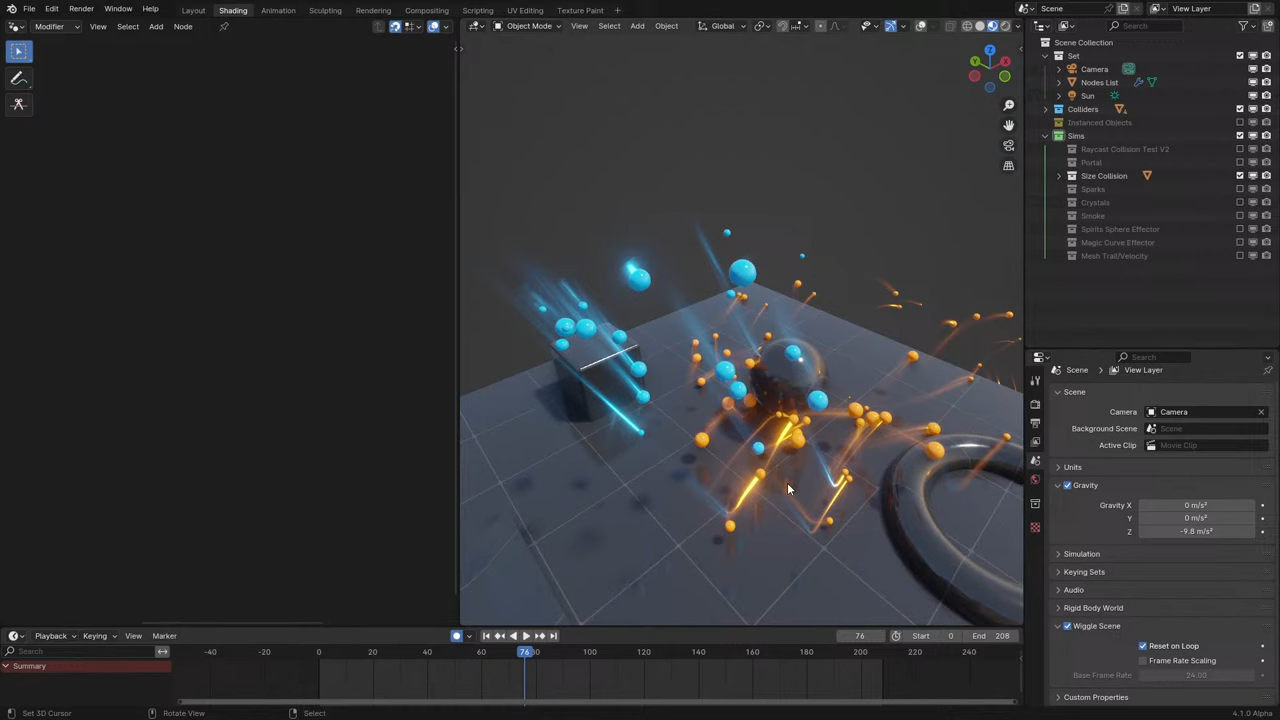 File Edit Render Window Help Layout Shading Animation Sculpting Rendering Compositing Scripting UV Editing Texture Paint + Scene View Layer
Modifier View Select Add Node Object Mode View Select Add Object Global Search
Scene Collection
Set
Camera
Nodes List
Sun
Colliders
Instanced Objects
Sims
Raycast Collision Test V2
Portal
Size Collision
Sparks
Crystals
Smoke
Spirits Sphere Effector
Magic Curve Effector
Mesh Trail/Velocity
Z
Y
X
Search
Scene > View Layer
Scene
Camera Camera
Background Scene Scene
Active Clip Movie Clip
Units
Gravity
Gravity X 0 m/s²
Y 0 m/s²
Z -9.8 m/s²
Simulation
Keying Sets
Audio
Rigid Body World
Wiggle Scene
Reset on Loop
Frame Rate Scaling
Base Frame Rate 24.00
Custom Properties
Playback Keying View Marker 76 Start 0 End 208
Search -40 -20 0 20 40 60 76 80 100 120 140 160 180 200 220 240
Summary
Set 3D Cursor Rotate View Select 4.1.0 Alpha